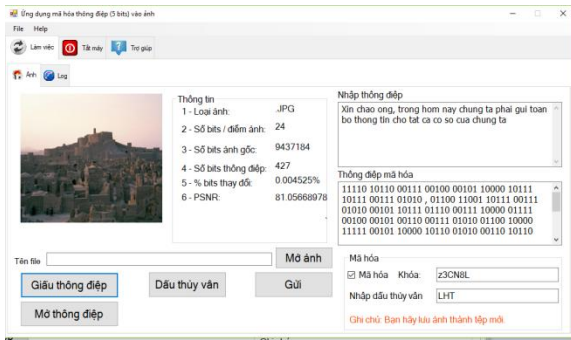 Ứng dụng mã hóa thông điệp (5 bits) vào ảnh
File Help
Làm việc Tắt máy Trợ giúp
Ảnh Log
Thông tin
1 - Loại ảnh: .JPG
2 - Số bits / điểm ảnh: 24
3 - Số bits ảnh gốc: 9437184
4 - Số bits thông điệp: 427
5 - % bits thay đổi: 0.004525%
6 - PSNR: 81.05668978
Nhập thông điệp
Xin chao ong, trong hom nay chung ta phai gui toan
bo thong tin cho tat ca co so cua chung ta
Thông điệp mã hóa
11110 10110 00111 00100 00101 10000 10111
10111 00111 01010 , 01100 11001 10111 00111
01010 00101 10111 01110 00111 10000 01111
00100 00101 00110 00111 01010 01100 10000
11111 00101 10000 10110 01010 00110 10110
Tên file Mở ảnh
Giấu thông điệp Dấu thủy vân Gửi
Mở thông điệp
Mã hóa
Mã hóa Khóa: z3CN8L
Nhập dấu thủy vân LHT
Ghi chú: Bạn hãy lưu ảnh thành tệp mới